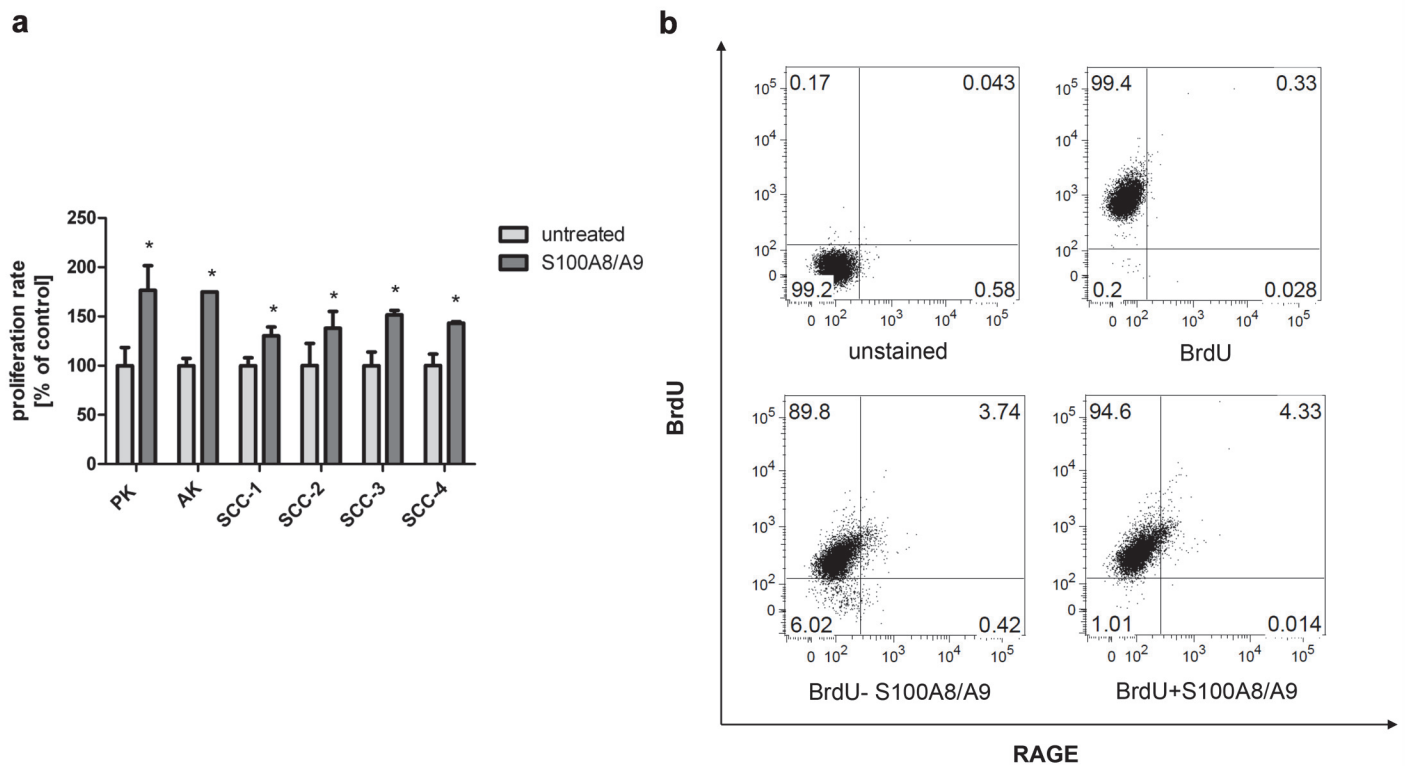 a
b
proliferation rate
[% of control]
250
200
150
100
50
0
* * * * * *
PK AK SCC-1 SCC-2 SCC-3 SCC-4
untreated
S100A8/A9
BrdU
0.17 0.043
10⁵
10⁴
10³
10²
0
99.2 0.58
0 10² 10³ 10⁴ 10⁵
unstained
99.4 0.33
10⁵
10⁴
10³
10²
0
0.2 0.028
0 10² 10³ 10⁴ 10⁵
BrdU
89.8 3.74
10⁵
10⁴
10³
10²
0
6.02 0.42
0 10² 10³ 10⁴ 10⁵
BrdU- S100A8/A9
94.6 4.33
10⁵
10⁴
10³
10²
0
1.01 0.014
0 10² 10³ 10⁴ 10⁵
BrdU+S100A8/A9
RAGE